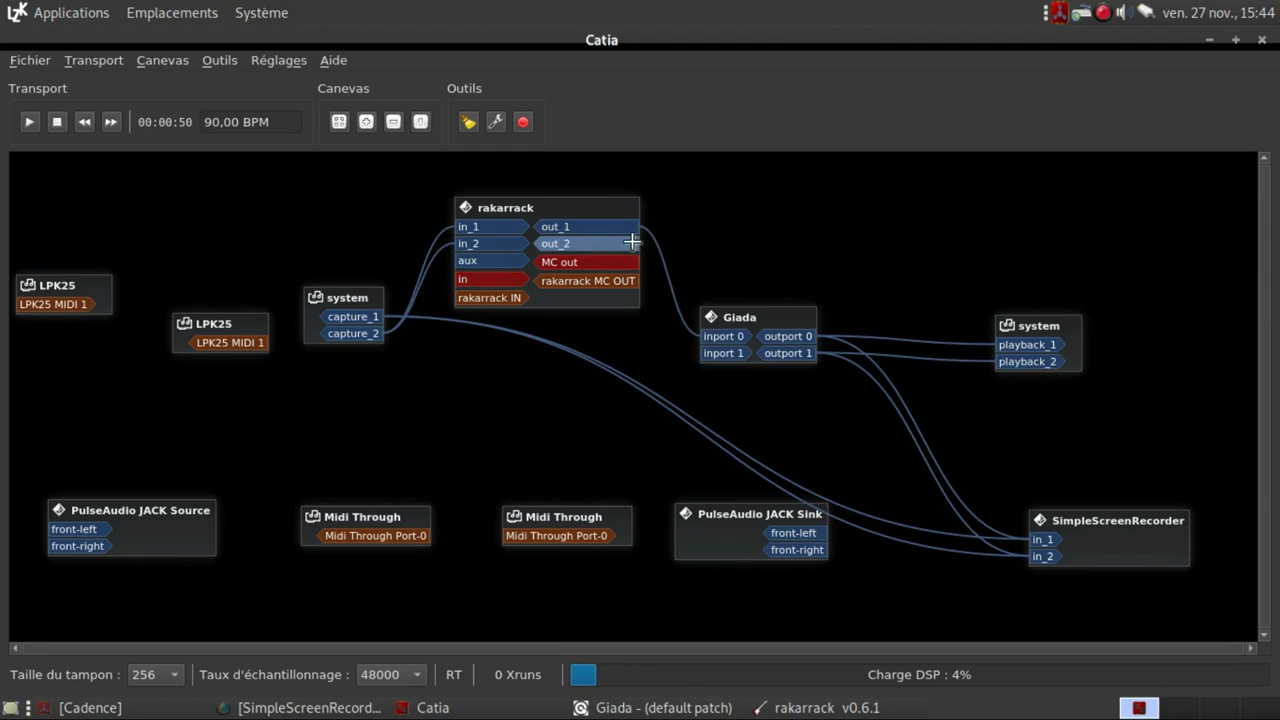 Applications Emplacements Système ven. 27 nov., 15:44
Catia
Fichier Transport Canevas Outils Réglages Aide
Transport Canevas Outils
00:00:50 90,00 BPM
rakarrack
in_1 out_1
in_2 out_2
aux MC out
in rakarrack MC OUT
rakarrack IN
LPK25
LPK25 MIDI 1
LPK25
LPK25 MIDI 1
system
capture_1
capture_2
Giada
inport 0 outport 0
inport 1 outport 1
system
playback_1
playback_2
PulseAudio JACK Source
front-left
front-right
Midi Through
Midi Through Port-0
Midi Through
Midi Through Port-0
PulseAudio JACK Sink
front-left
front-right
SimpleScreenRecorder
in_1
in_2
Taille du tampon : 256 Taux d'échantillonnage : 48000 RT 0 Xruns Charge DSP : 4%
[Cadence] [SimpleScreenRecord... Catia Giada - (default patch) rakarrack v0.6.1